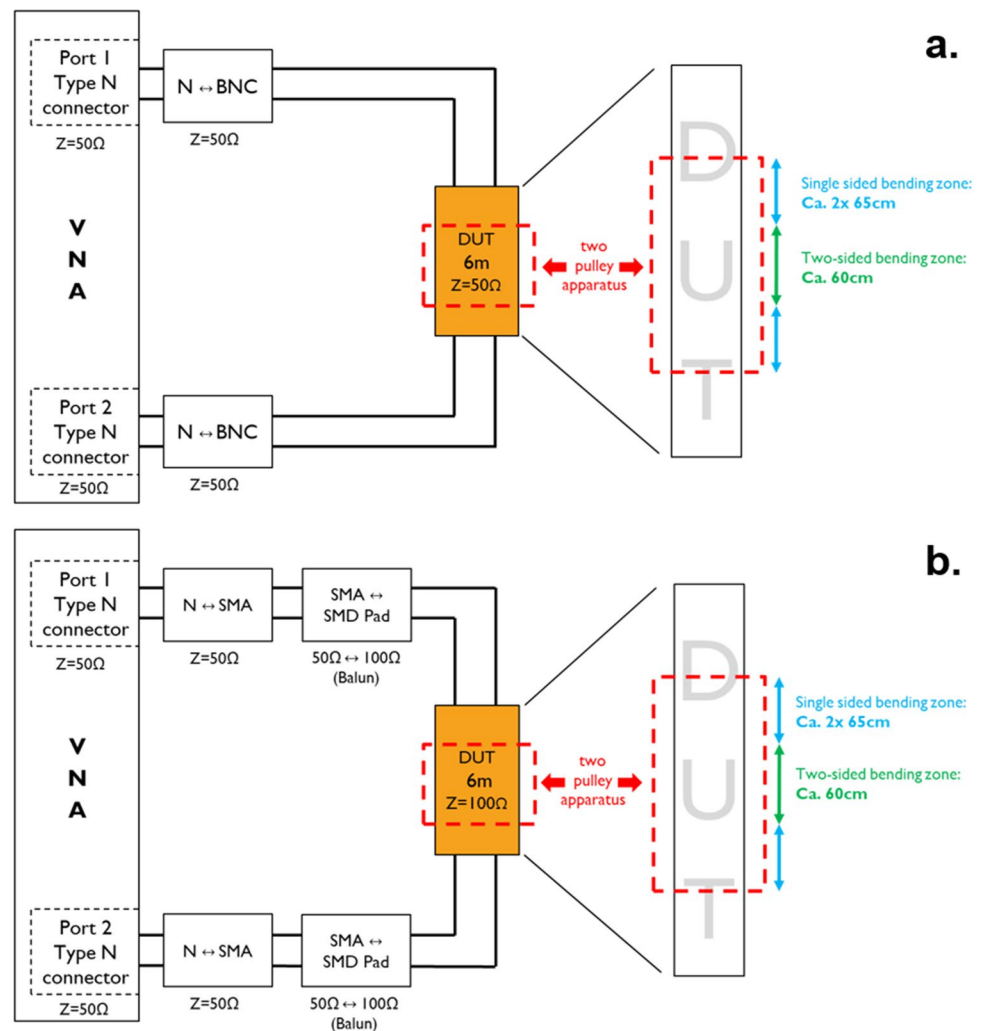 a.
Port 1
Type N
connector
Z=50Ω
N ↔ BNC
Z=50Ω
V
N
A
DUT
6m
Z=50Ω
two
pulley
apparatus
D
U
T
Single sided bending zone:
Ca. 2x 65cm
Two-sided bending zone:
Ca. 60cm
Port 2
Type N
connector
Z=50Ω
N ↔ BNC
Z=50Ω
b.
Port 1
Type N
connector
Z=50Ω
N ↔ SMA
Z=50Ω
SMA ↔
SMD Pad
50Ω ↔ 100Ω
(Balun)
V
N
A
DUT
6m
Z=100Ω
two
pulley
apparatus
D
U
T
Single sided bending zone:
Ca. 2x 65cm
Two-sided bending zone:
Ca. 60cm
Port 2
Type N
connector
Z=50Ω
N ↔ SMA
Z=50Ω
SMA ↔
SMD Pad
50Ω ↔ 100Ω
(Balun)